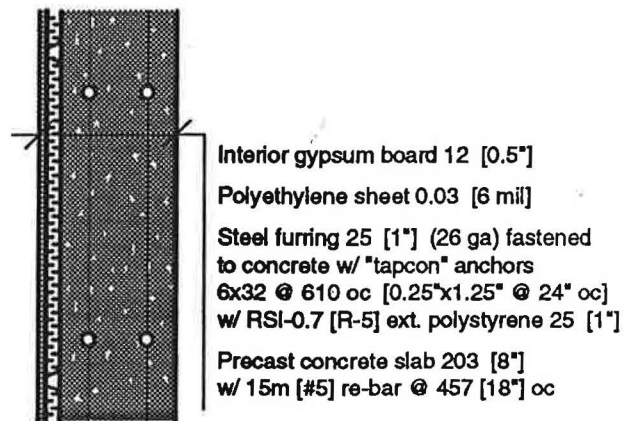 Interior gypsum board 12 [0.5"]
Polyethylene sheet 0.03 [6 mil]
Steel furring 25 [1"] (26 ga) fastened
to concrete w/ "tapcon" anchors
6x32 @ 610 oc [0.25"x1.25" @ 24" oc]
w/ RSI-0.7 [R-5] ext. polystyrene 25 [1"]
Precast concrete slab 203 [8"]
w/ 15m [#5] re-bar @ 457 [18"] oc